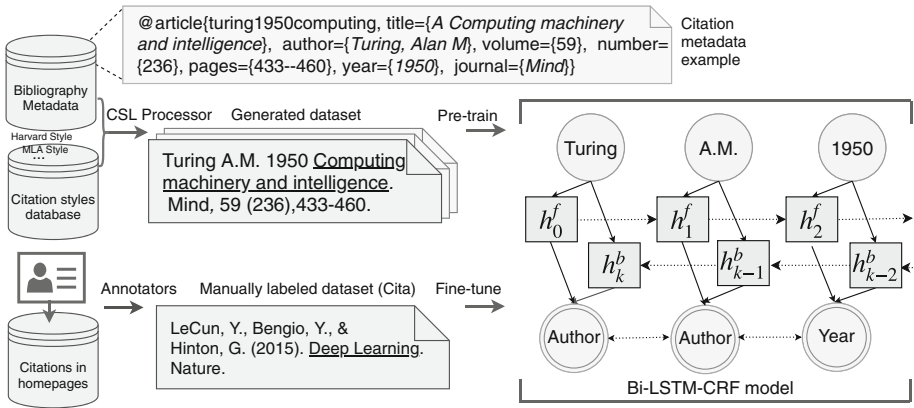 @article{turing1950computing, title={A Computing machinery
and intelligence}, author={Turing, Alan M}, volume={59}, number=
{236}, pages={433--460}, year={1950}, journal={Mind}}
Citation
metadata
example
Bibliography
Metadata
Harvard Style
MLA Style
...
Citation styles
database
CSL Processor
Generated dataset
Pre-train
Turing A.M. 1950 Computing
machinery and intelligence.
Mind, 59 (236),433-460.
Citations in
homepages
Annotators
Manually labeled dataset (Cita)
Fine-tune
LeCun, Y., Bengio, Y., &
Hinton, G. (2015). Deep Learning.
Nature.
Turing
A.M.
1950
h_0^f
h_1^f
h_2^f
h_k^b
h_{k-1}^b
h_{k-2}^b
Author
Author
Year
Bi-LSTM-CRF model